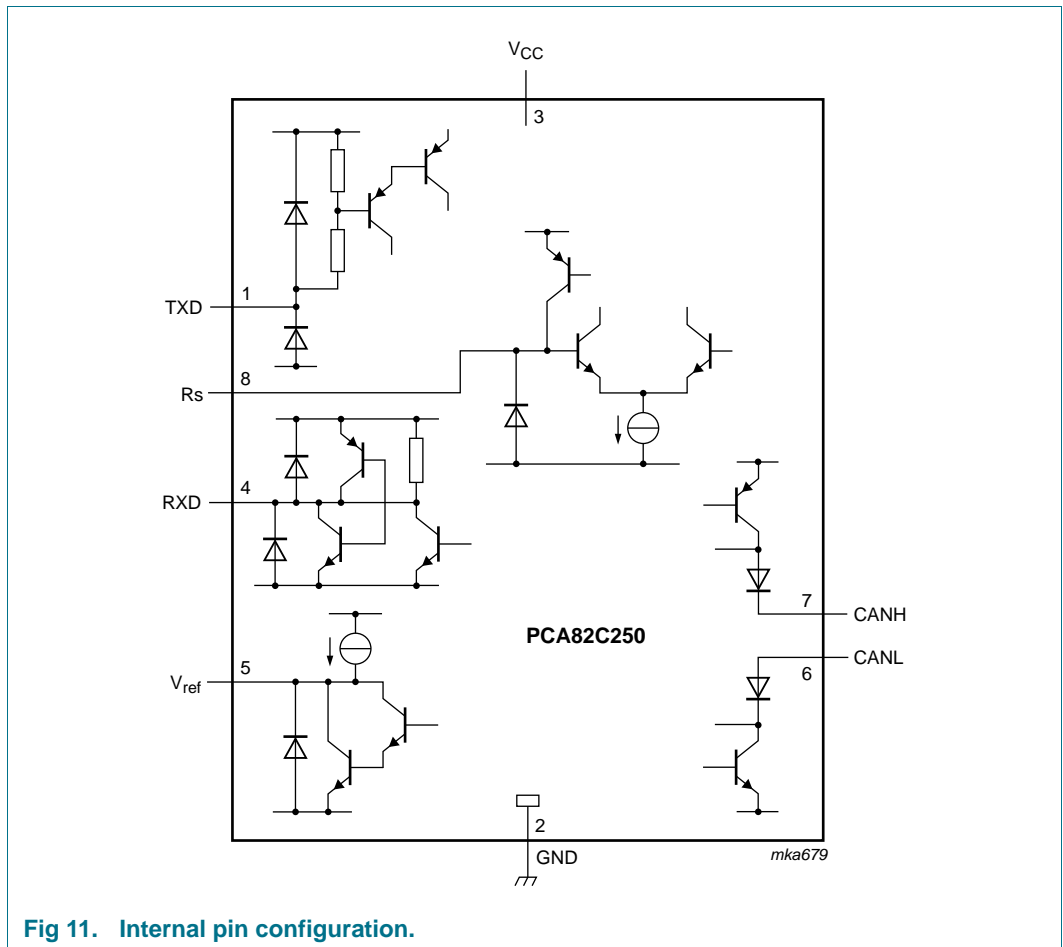 VCC
3
1
TXD
8
Rs
4
RXD
7
CANH
PCA82C250
CANL
5
6
Vref
2
GND
mka679
Fig 11. Internal pin configuration.